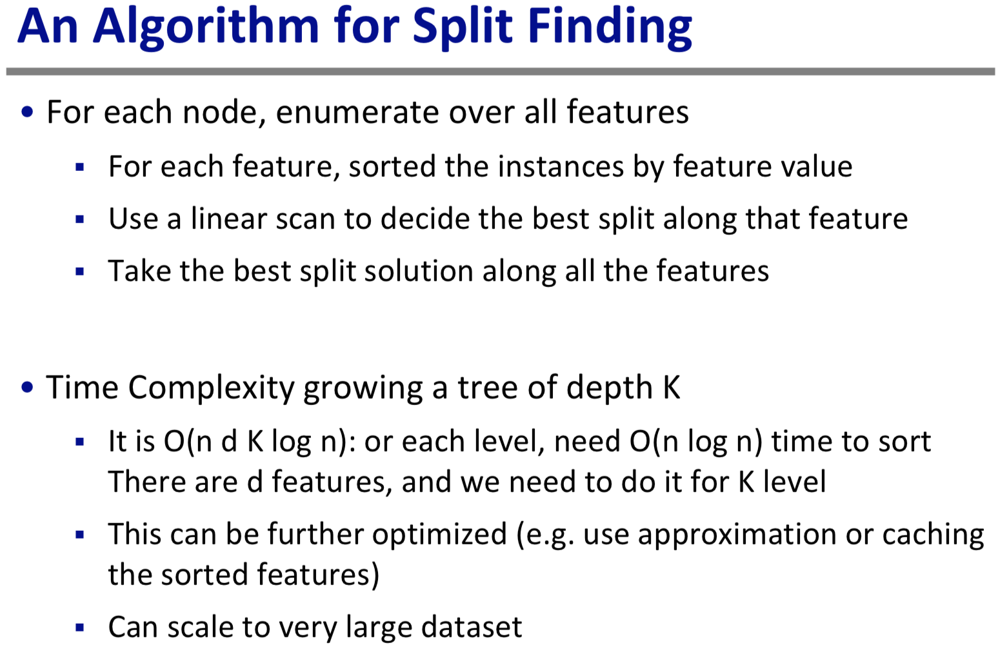 An Algorithm for Split Finding
• For each node, enumerate over all features
▪ For each feature, sorted the instances by feature value
▪ Use a linear scan to decide the best split along that feature
▪ Take the best split solution along all the features
• Time Complexity growing a tree of depth K
▪ It is O(n d K log n): or each level, need O(n log n) time to sort
There are d features, and we need to do it for K level
▪ This can be further optimized (e.g. use approximation or caching
the sorted features)
▪ Can scale to very large dataset